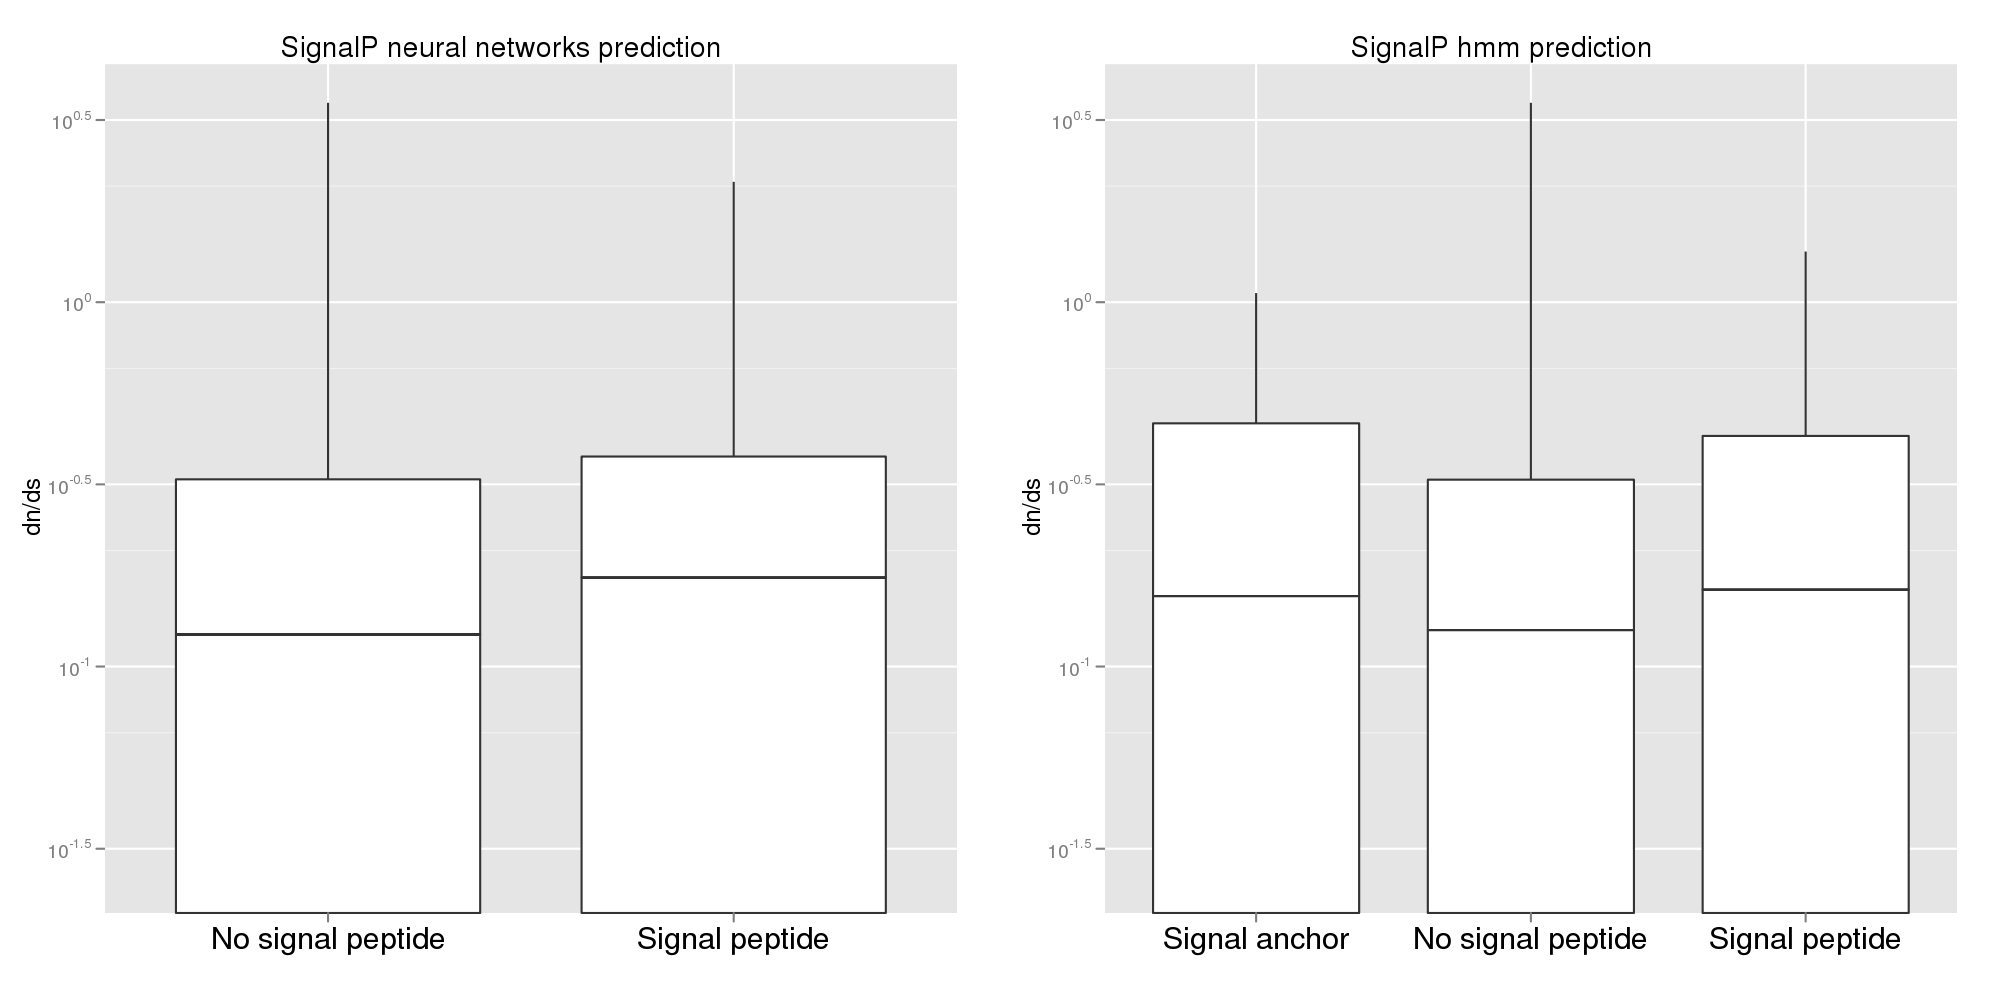 SignalP neural networks prediction
dn/ds
10^0.5
10^0
10^-0.5
10^-1
10^-1.5
No signal peptide
Signal peptide
SignalP hmm prediction
dn/ds
10^0.5
10^0
10^-0.5
10^-1
10^-1.5
Signal anchor
No signal peptide
Signal peptide